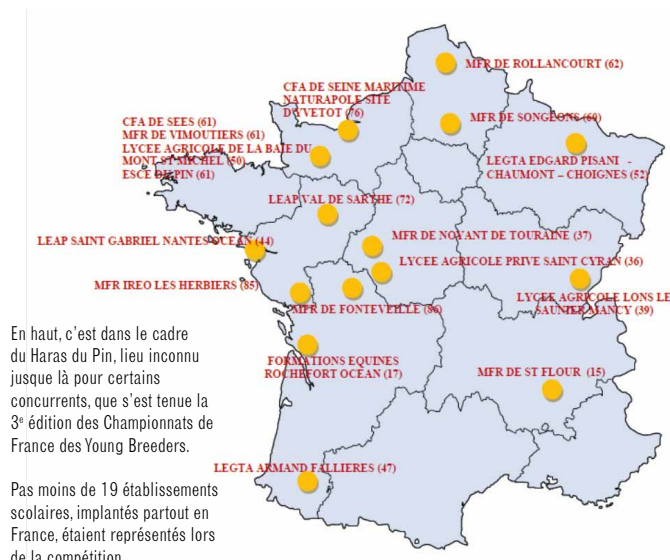 MFR DE ROLLANCOURT (62)
CFA DE SEINE MARITIME
NATURAPOLE SITE
D'YVETOT (76)
CFA DE SEES (61)
MFR DE VIMOUTIERS (61)
LYCEE AGRICOLE DE LA BAIE DU
MONT ST MICHEL (50)
ESCE DU PIN (61)
MFR DE SONGEONS (60)
LEGTA EDGARD PISANI -
CHAUMONT – CHOIGNES (52)
LEAP VAL DE SARTHE (72)
LEAP SAINT GABRIEL NANTES OCEAN (44)
MFR DE NOYANT DE TOURAINE (37)
LYCEE AGRICOLE PRIVE SAINT CYRAN (36)
MFR IREO LES HERBIERS (85)
LYCEE AGRICOLE LONS LE
SAUNIER MANCY (39)
MFR DE FONTEVEILLE (86)
FORMATIONS EQUINES
ROCHEFORT OCEAN (17)
MFR DE ST FLOUR (15)
LEGTA ARMAND FALLIERES (47)
En haut, c'est dans le cadre
du Haras du Pin, lieu inconnu
jusque là pour certains
concurrents, que s'est tenue la
3e édition des Championnats de
France des Young Breeders.
Pas moins de 19 établissements
scolaires, implantés partout en
France, étaient représentés lors
de la compétition